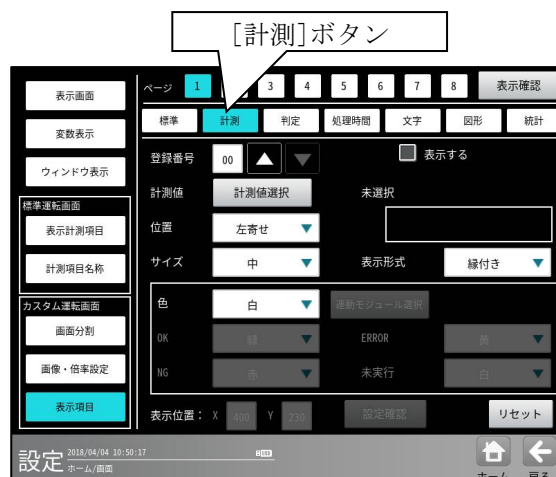 [計測]ボタン
ページ 1 3 4 5 6 7 8 表示確認
標準 計測 判定 処理時間 文字 図形 統計
表示画面
変数表示
ウィンドウ表示
標準運転画面
表示計測項目
計測項目名称
カスタム運転画面
画面分割
画像・倍率設定
表示項目
登録番号 00 表示する
計測値 計測値選択 未選択
位置 左寄せ
サイズ 中 表示形式 縁付き
色 白 連動モジュール選択
OK 緑 ERROR 黄
NG 赤 未実行 白
表示位置： X 400 Y 230 設定確認 リセット
設定 2018/04/04 10:50:17
ホーム/画面
ホーム 戻る